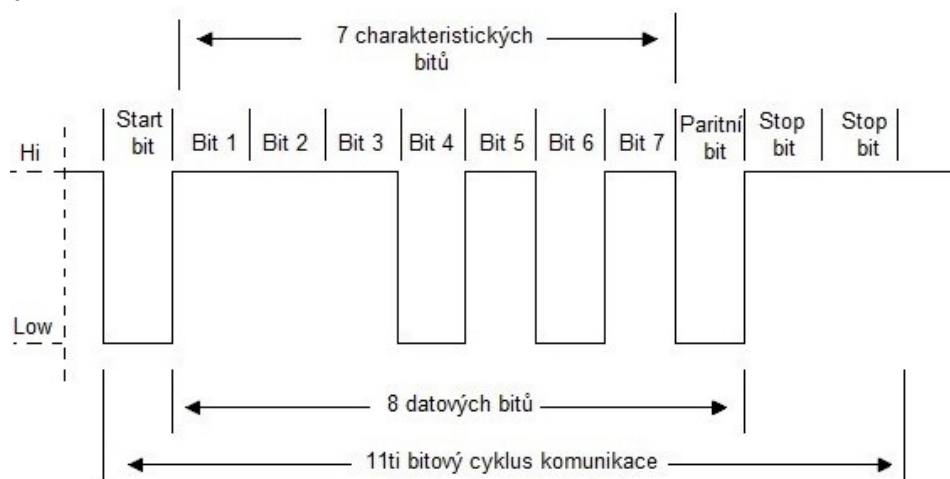 7 charakteristických
bitů
Start
bit
Bit 1
Bit 2
Bit 3
Bit 4
Bit 5
Bit 6
Bit 7
Paritní
bit
Stop
bit
Stop
bit
Hi
Low
8 datových bitů
11ti bitový cyklus komunikace